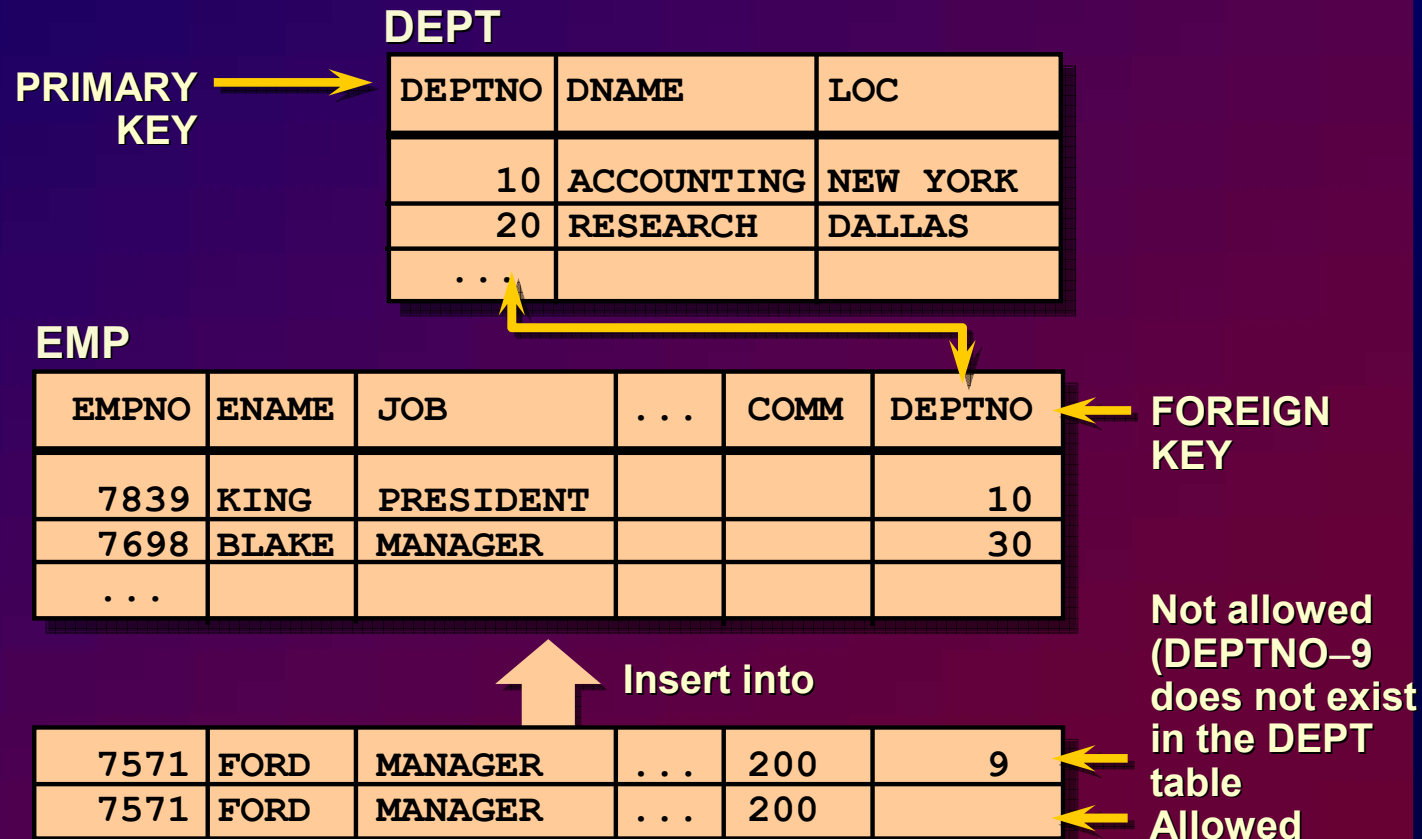 DEPT
PRIMARY
KEY
DEPTNO DNAME LOC
10 ACCOUNTING NEW YORK
20 RESEARCH DALLAS
...
EMP
EMPNO ENAME JOB ... COMM DEPTNO
7839 KING PRESIDENT 10
7698 BLAKE MANAGER 30
...
FOREIGN
KEY
Insert into
7571 FORD MANAGER ... 200 9
7571 FORD MANAGER ... 200
Not allowed
(DEPTNO–9
does not exist
in the DEPT
table
Allowed